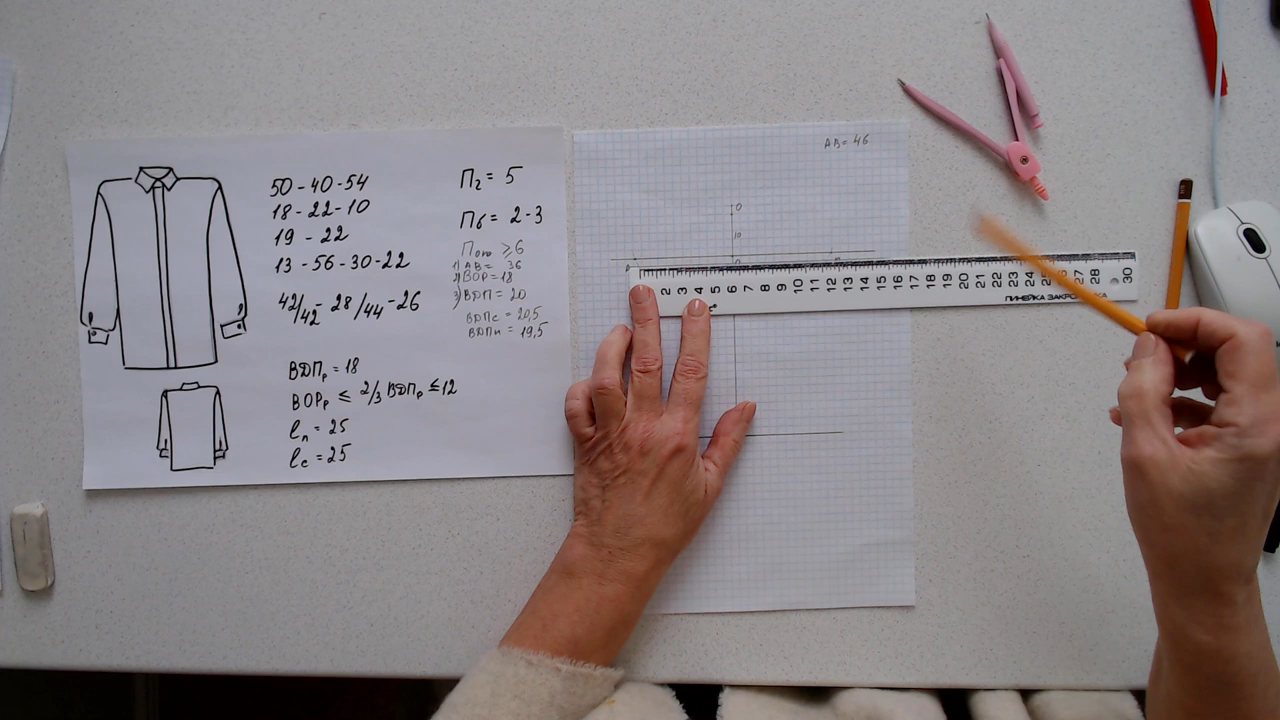 50 - 40 - 54
18 - 22 - 10
19 - 22
13 - 56 - 30 - 22
42/42 - 28/44 - 26
ВДПр = 18
ВОРр ≤ 2/3 ВДПр ≤ 12
lп = 25
lс = 25
Пг = 5
Пб = 2-3
Поп ≥ 6
1) АВ = 36
2) ВОР = 18
3) ВДП = 20
ВДПс = 20,5
ВДПп = 19,5
АВ = 46
О
10
2 3 4 5 6 7 8 9 10 11 12 13 14 15 16 17 18 19 20 21 22 23 24 25 26 27 28 30